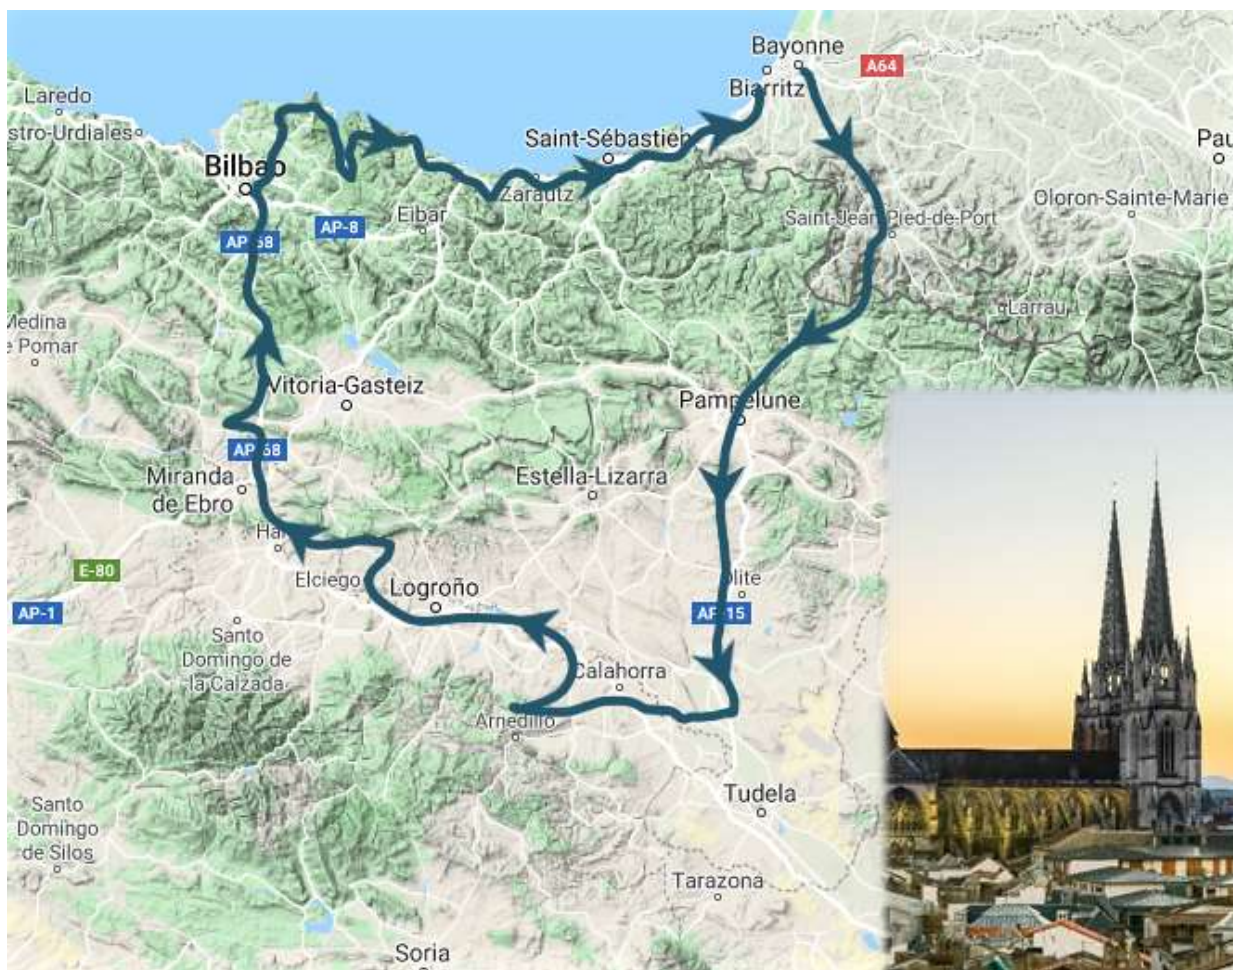 Bayonne
A64
Laredo
Biarritz
stro-Urdiales
Saint-Sébastien
Pau
Bilbao
Zarautz
Oloron-Sainte-Marie
Eibar
Saint-Jean-Pied-de-Port
AP-8
AP-68
Larrau
Medina
e Pomar
Vitoria-Gasteiz
Pampelune
AP-68
Miranda
de Ebro
Estella-Lizarra
E-80
Elciego
Logroño
AP-1
AP-15
Santo
Domingo de
la Calzada
Calahorra
Arnedillo
Tudela
Santo
Domingo
de Silos
Tarazona
Soria